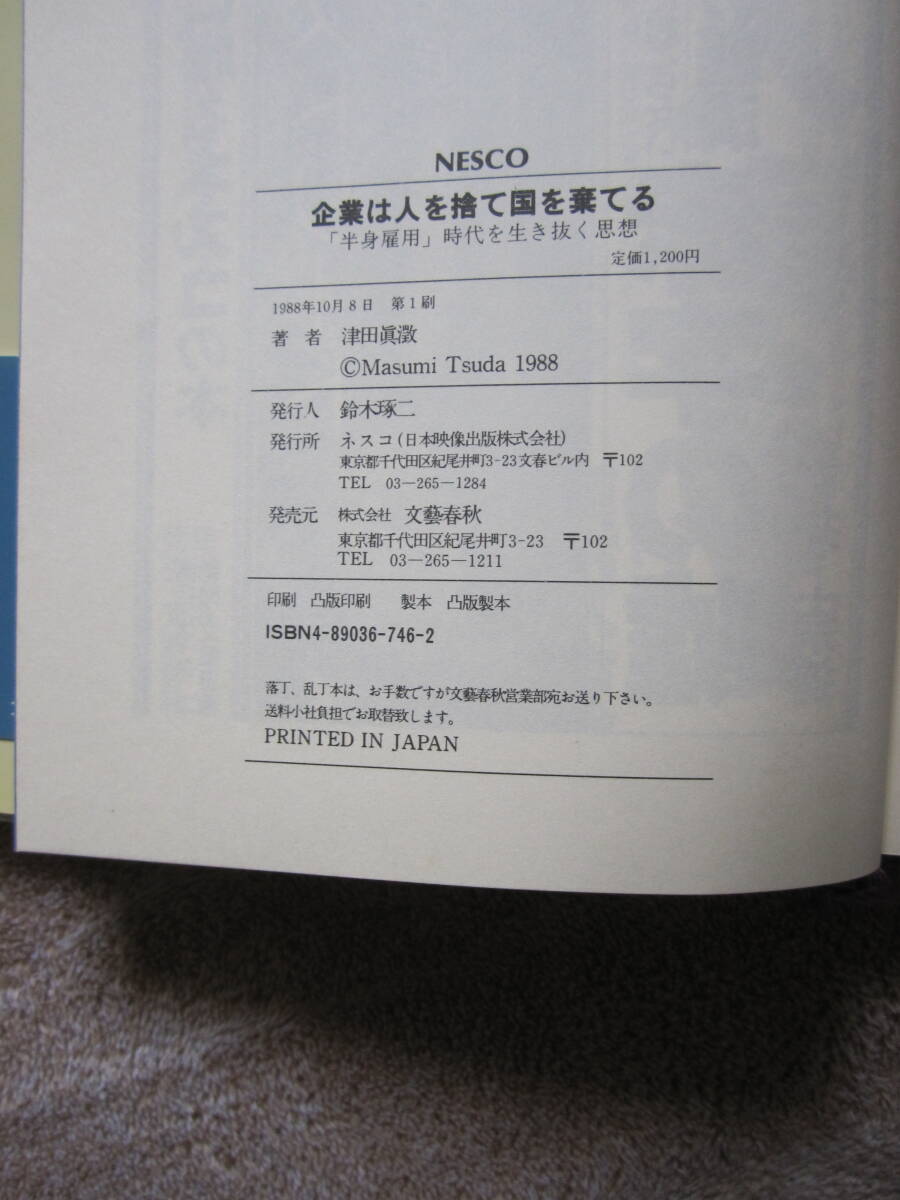 NESCO
企業は人を捨て国を棄てる
「半身雇用」時代を生き抜く思想
定価1,200円
1988年10月8日 第1刷
著者 津田眞澂
©Masumi Tsuda 1988
発行人 鈴木琢二
発行所 ネスコ(日本映像出版株式会社)
東京都千代田区紀尾井町3-23文春ビル内 〒102
TEL 03—265—1284
発売元 株式会社 文藝春秋
東京都千代田区紀尾井町3-23 〒102
TEL 03—265—1211
印刷 凸版印刷 製本 凸版製本
ISBN4-89036-746-2
落丁、乱丁本は、お手数ですが文藝春秋営業部宛お送り下さい。
送料小社負担でお取替致します。
PRINTED IN JAPAN